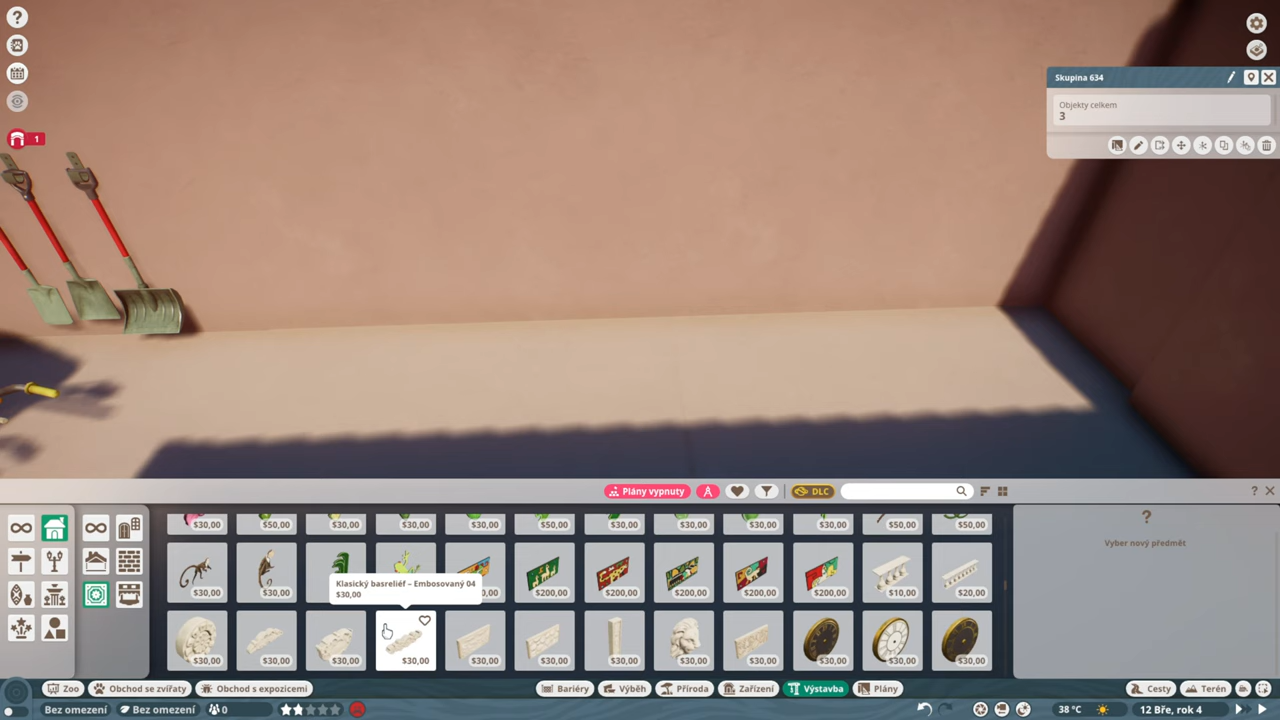 1
Skupina 634
Objekty celkem
3
Plány vypnuty
DLC
$30,00 $50,00 $30,00 $30,00 $30,00 $50,00 $30,00 $30,00 $30,00 $30,00 $50,00 $50,00
Vyber nový předmět
$30,00 $30,00 $30,00 $200,00 $200,00 $200,00 $200,00 $200,00 $10,00 $20,00
Klasický basreliéf – Embosovaný 04
$30,00
$30,00 $30,00 $30,00 $30,00 $30,00 $30,00 $30,00 $30,00 $30,00 $30,00 $30,00 $30,00
Zoo Obchod se zvířaty Obchod s expozicemi Bariéry Výběh Příroda Zařízení Výstavba Plány Cesty Terén
Bez omezení Bez omezení 0 38 °C 12 Bře, rok 4